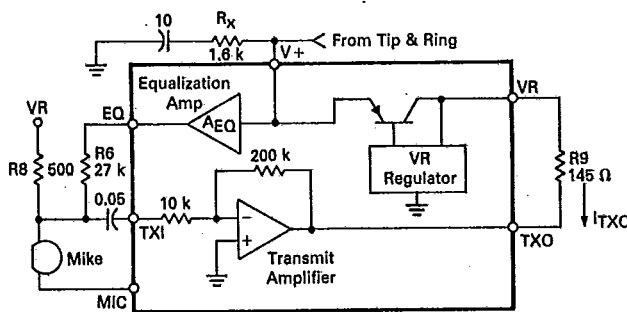 10
RX
1.6 k
V+
From Tip & Ring
Equalization
Amp
EQ
AEQ
VR
VR
R8
500
R6
27 k
0.05
200 k
10 k
VR
Regulator
R9
145 Ω
ITXO
TXI
Transmit
Amplifier
TXO
Mike
MIC
−
+